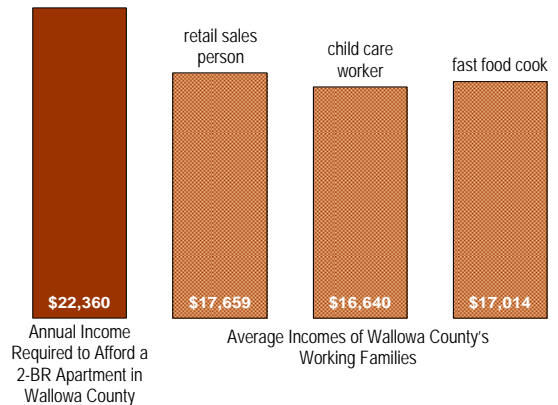 retail sales
person
child care
worker
fast food cook
$22,360
$17,659
$16,640
$17,014
Annual Income
Required to Afford a
2-BR Apartment in
Wallowa County
Average Incomes of Wallowa County's
Working Families